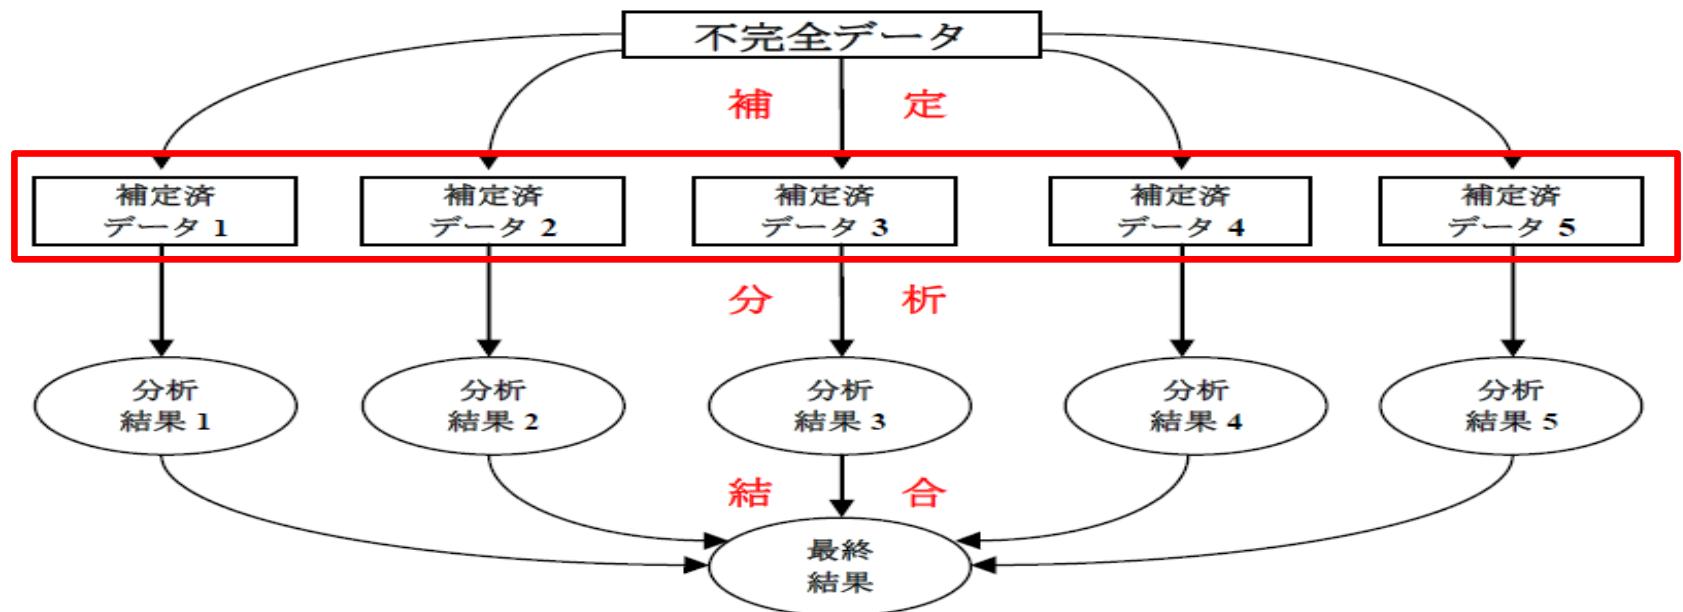 不完全データ
補 定
補定済
データ 1
補定済
データ 2
補定済
データ 3
補定済
データ 4
補定済
データ 5
分 析
分析
結果 1
分析
結果 2
分析
結果 3
分析
結果 4
分析
結果 5
結 合
最終
結果